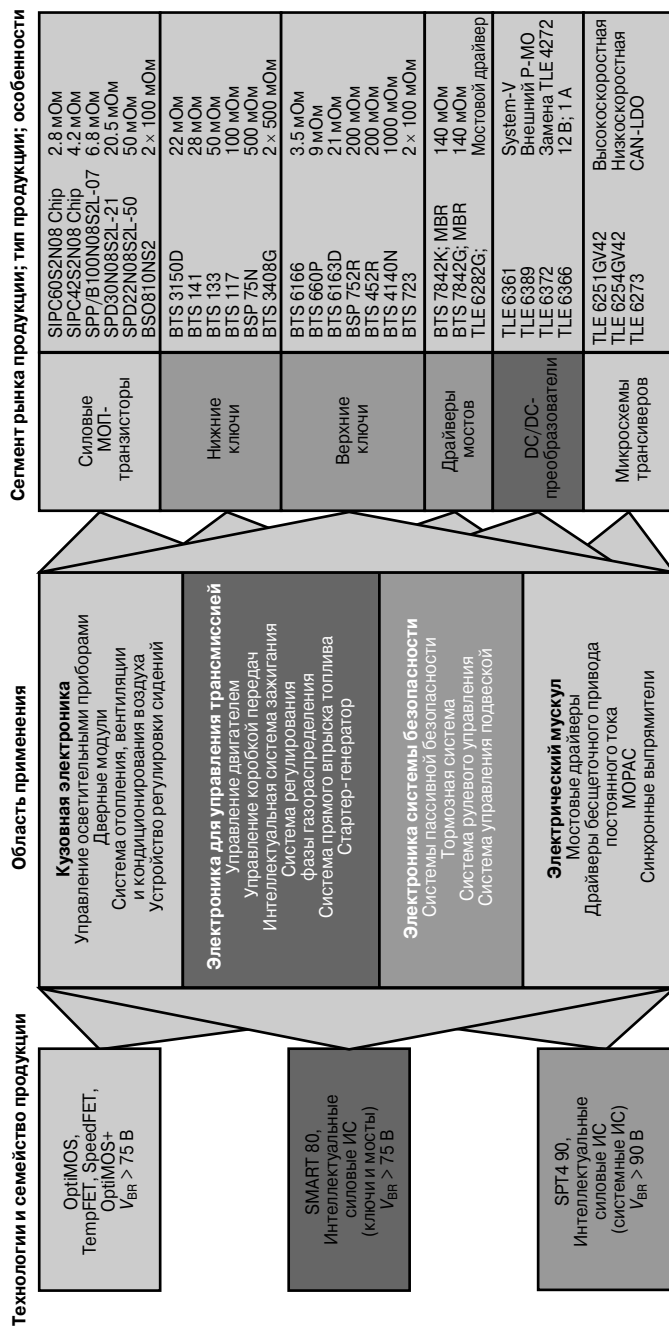 Технологии и семейство продукции
OptiMOS,
TempFET, SpeedFET,
OptiMOS+
VBR > 75 В
SMART 80,
Интеллектуальные
силовые ИС
(ключи и мосты)
VBR > 75 В
SPT4 90,
Интеллектуальные
силовые ИС
(системные ИС)
VBR > 90 В
Область применения
Кузовная электроника
Управление осветительными приборами
Дверные модули
Система отопления, вентиляции
и кондиционирования воздуха
Устройство регулировки сидений
Электроника для управления трансмиссией
Управление двигателем
Управление коробкой передач
Интеллектуальная система зажигания
Система регулирования
фазы газораспределения
Система прямого впрыска топлива
Стартер-генератор
Электроника системы безопасности
Системы пассивной безопасности
Тормозная система
Система рулевого управления
Система управления подвеской
Электрический мускул
Мостовые драйверы
Драйверы бесщеточного привода
постоянного тока
МОРАС
Синхронные выпрямители
Сегмент рынка продукции; тип продукции; особенности
Силовые
МОП-
транзисторы
SIPC60S2N08 Chip 2.8 мОм
SIPC42S2N08 Chip 4.2 мОм
SPP/B100N08S2L-07 6.8 мОм
SPD30N08S2L-21 20.5 мОм
SPD22N08S2L-50 50 мОм
BSO810NS2 2 × 100 мОм
Нижние
ключи
BTS 3150D 22 мОм
BTS 141 28 мОм
BTS 133 50 мОм
BTS 117 100 мОм
BSP 75N 500 мОм
BTS 3408G 2 × 500 мОм
Верхние
ключи
BTS 6166 3.5 мОм
BTS 660P 9 мОм
BTS 6163D 21 мОм
BSP 752R 200 мОм
BTS 452R 200 мОм
BTS 4140N 1000 мОм
BTS 723 2 × 100 мОм
Драйверы
мостов
BTS 7842K; MBR 140 мОм
BTS 7842G; MBR 140 мОм
TLE 6282G; Мостовой драйвер
DC/DC-
преобразователи
TLE 6361 System-V
TLE 6389 Внешний P-MO
TLE 6372 Замена TLE 4272
TLE 6366 12 В; 1 А
Микросхемы
трансиверов
TLE 6251GV42 Высокоскоростная
TLE 6254GV42 Низкоскоростная
TLE 6273 CAN-LDO